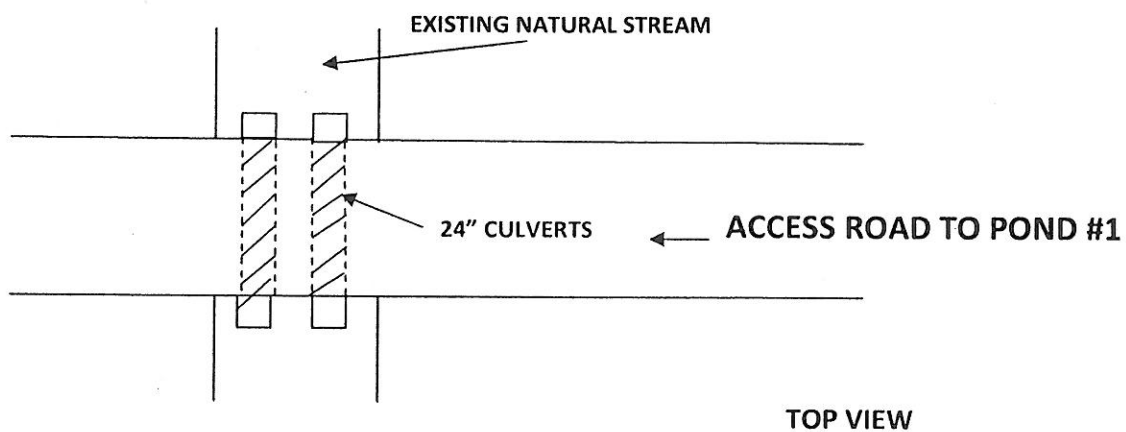 EXISTING NATURAL STREAM
24” CULVERTS
ACCESS ROAD TO POND #1
TOP VIEW